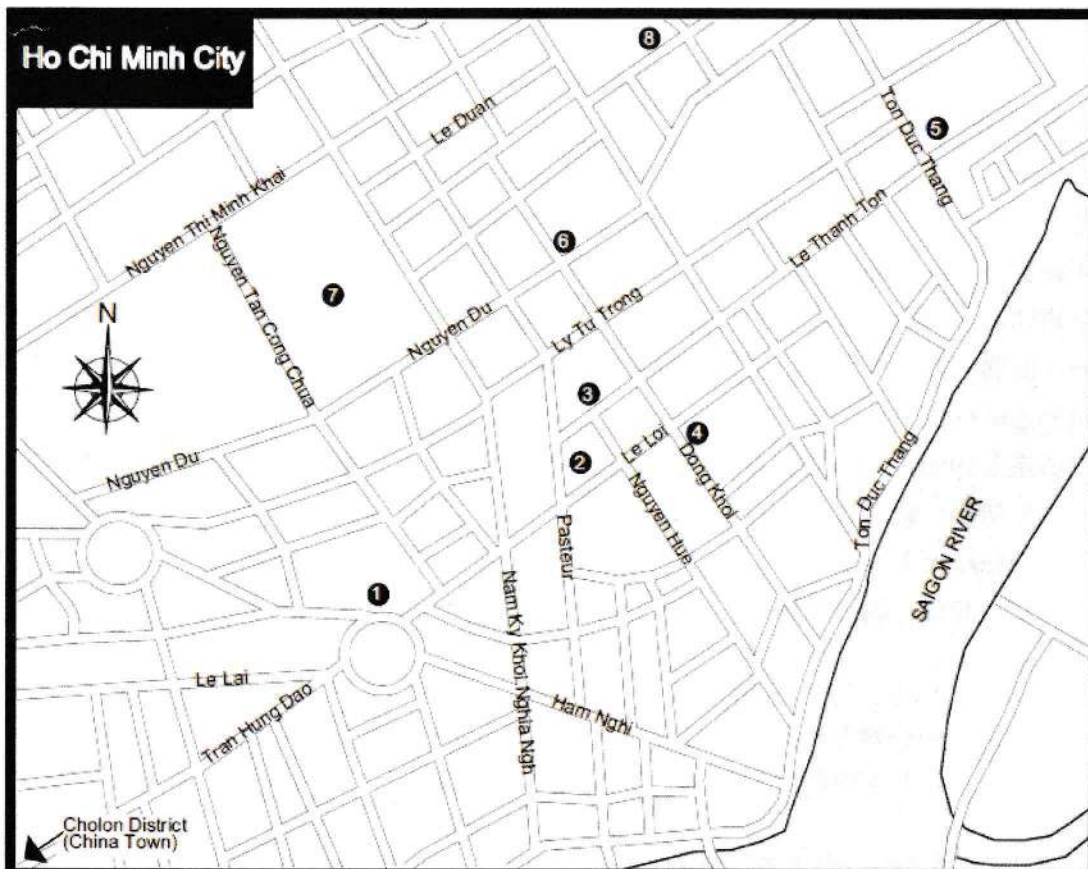 Ho Chi Minh City
8
Le Duan
Ton Duc Thang
5
Nguyen Thi Minh Khai
Nguyen Tan Cong Chua
6
Le Thanh Ton
7
Nguyen Du
Ly Tu Trong
N
3
4
Le Loi
Dong Khoi
2
Nguyen Du
Nguyen Hue
Ton Duc Thang
Pasteur
SAIGON RIVER
1
Nam Ky Khoi Nghia Ngh
Le Lai
Tran Hung Dao
Ham Nghi
Cholon District
(China Town)